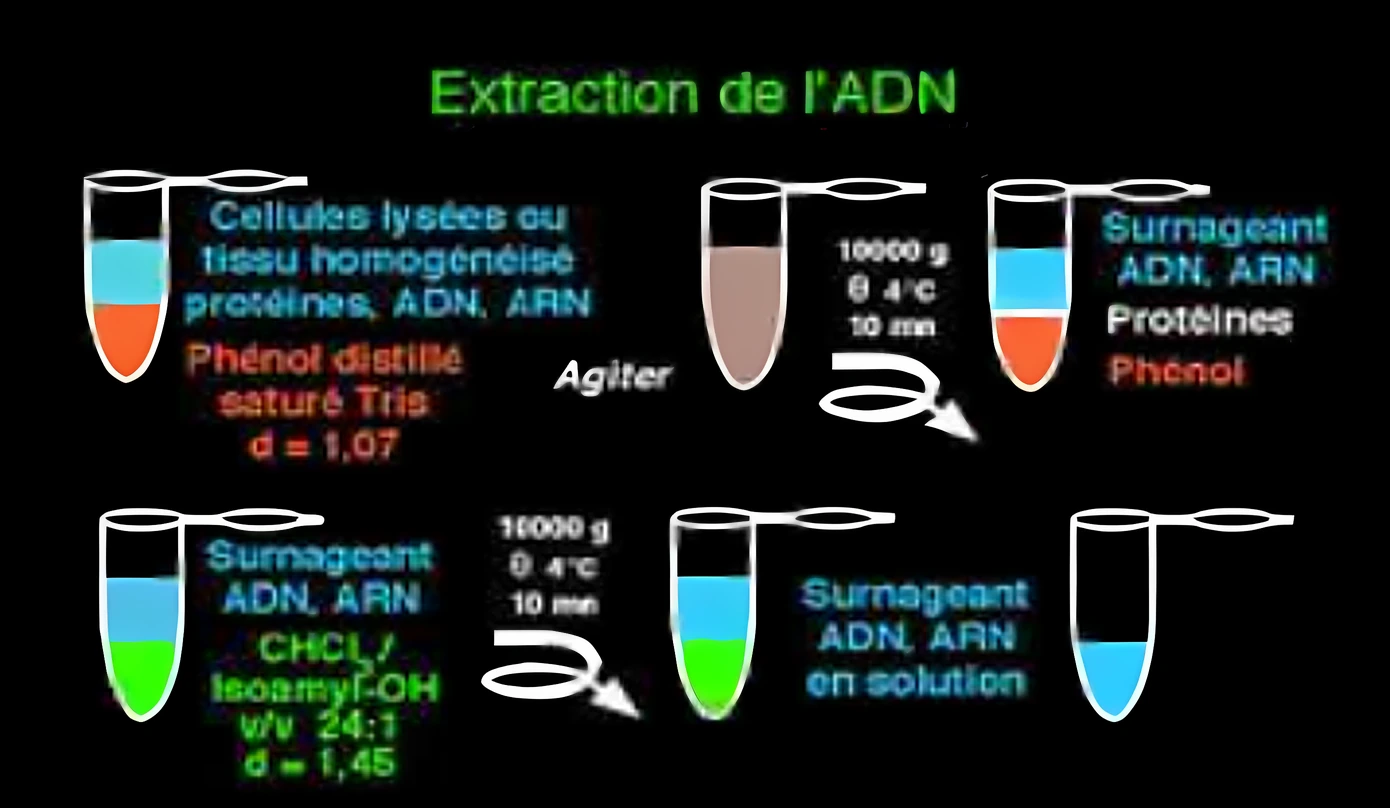 Extraction de l'ADN
Cellules lysées ou
tissu homogénéisé
protéines, ADN, ARN
Phénol distillé
saturé Tris
d = 1,07
Agiter
10000 g
θ 4°C
10 mn
Surnageant
ADN, ARN
Protéines
Phénol
Surnageant
ADN, ARN
CHCl3/
Isoamyl-OH
v/v 24:1
d = 1,45
10000 g
θ 4°C
10 mn
Surnageant
ADN, ARN
en solution